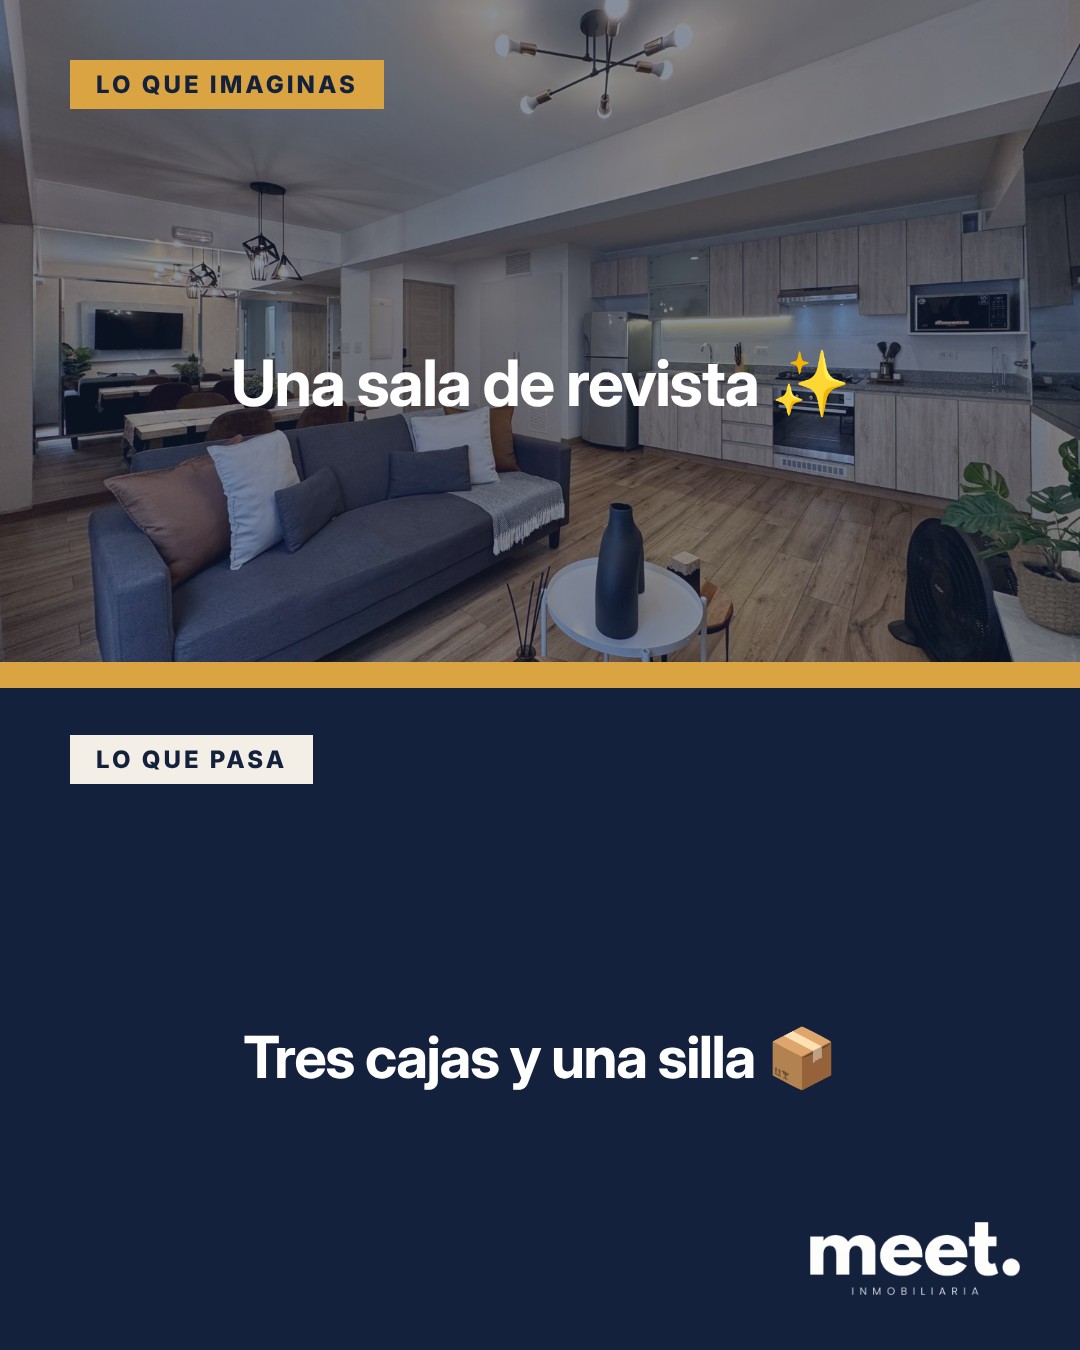 LO QUE IMAGINAS
Una sala de revista ✨
LO QUE PASA
Tres cajas y una silla 📦
meet.
INMOBILIARIA